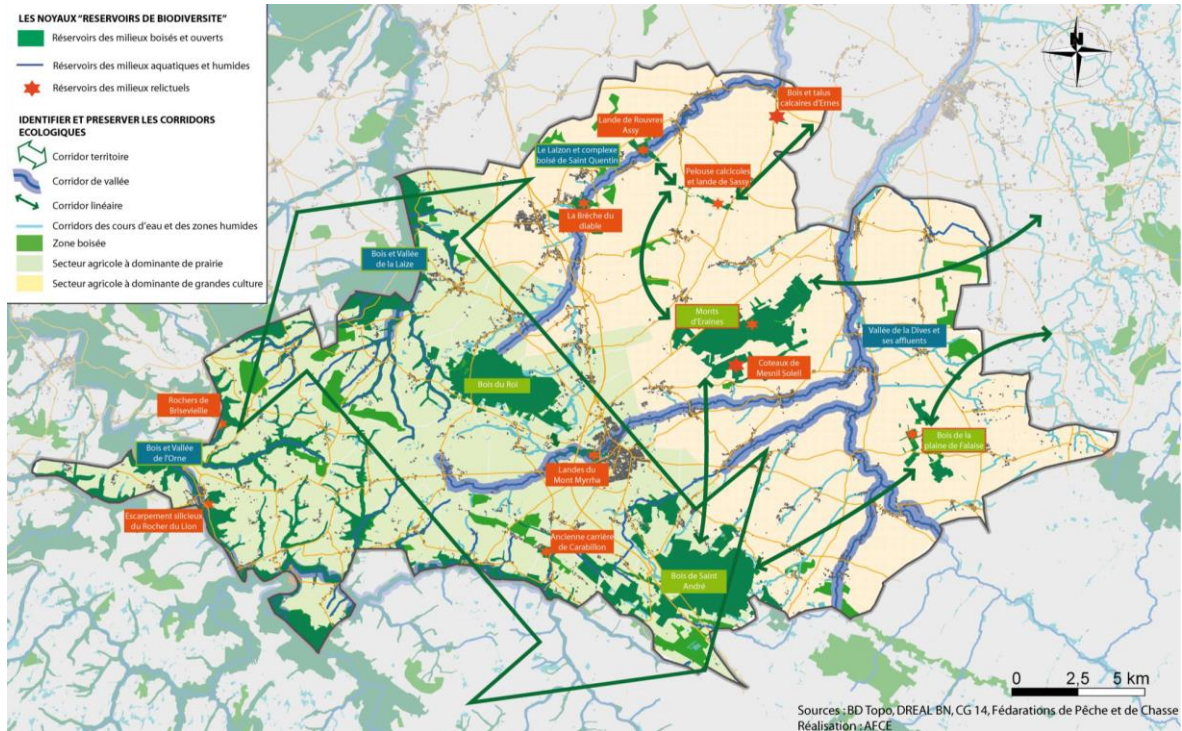 LES NOYAUX "RESERVOIRS DE BIODIVERSITE"
Réservoirs des milieux boisés et ouverts
Réservoirs des milieux aquatiques et humides
Réservoirs des milieux relictuels
IDENTIFIER ET PRESERVER LES CORRIDORS
ECOLOGIQUES
Corridor territoire
Corridor de vallée
Corridor linéaire
Corridors des cours d'eau et des zones humides
Zone boisée
Secteur agricole à dominante de prairie
Secteur agricole à dominante de grandes culture
N
Bois et talus
calcaires d'Ernes
Lande de Rouvres
Assy
Le Laizon et complexe
boisé de Saint Quentin
Pelouse calcicoles
et lande de Sassy
La Brèche du
diable
Bois et Vallée
de la Laize
Monts
d'Eraines
Vallée de la Dives et
ses affluents
Coteaux de
Mesnil Soleil
Bois du Roi
Rochers de
Brisevieille
Bois de la
plaine de Falaise
Bois et Vallée
de l'Orne
Landes du
Mont Myrrha
Escarpement silicieux
du Rocher du Lion
Ancienne carrière
de Carabillon
Bois de Saint
André
0 2,5 5 km
Sources : BD Topo, DREAL BN, CG 14, Fédarations de Pêche et de Chasse
Réalisation : AFCE